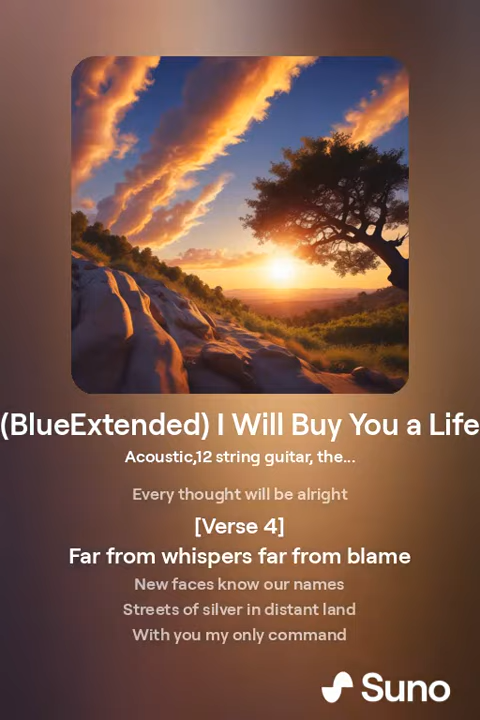 (BlueExtended) I Will Buy You a Life
Acoustic,12 string guitar, the...
Every thought will be alright
[Verse 4]
Far from whispers far from blame
New faces know our names
Streets of silver in distant land
With you my only command
Suno